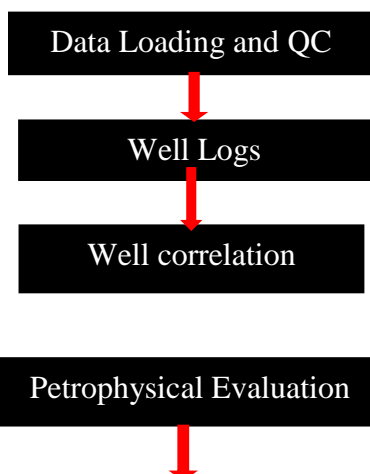 Data Loading and QC
Well Logs
Well correlation
Petrophysical Evaluation